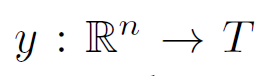 y : ℝⁿ → T